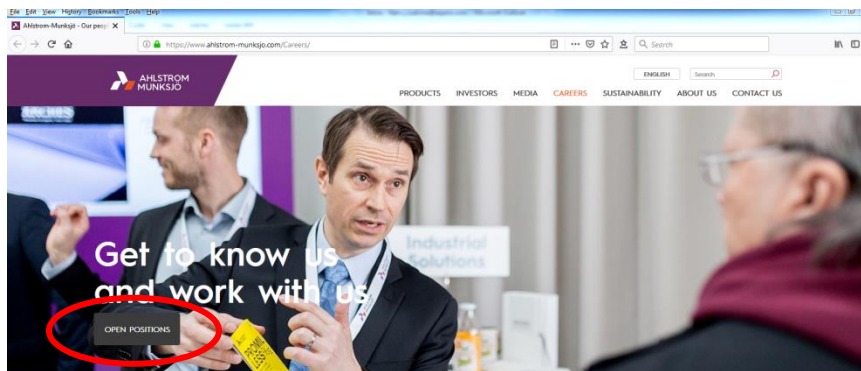 File Edit View History Bookmarks Tools Help
Ahlstrom-Munksjö - Our peop
https://www.ahlstrom-munksjo.com/Careers/
Search
AHLSTROM
MUNKSJÖ
ENGLISH
Search
PRODUCTS INVESTORS MEDIA CAREERS SUSTAINABILITY ABOUT US CONTACT US
Industrial
Solutions
Get to know us
and work with us
OPEN POSITIONS